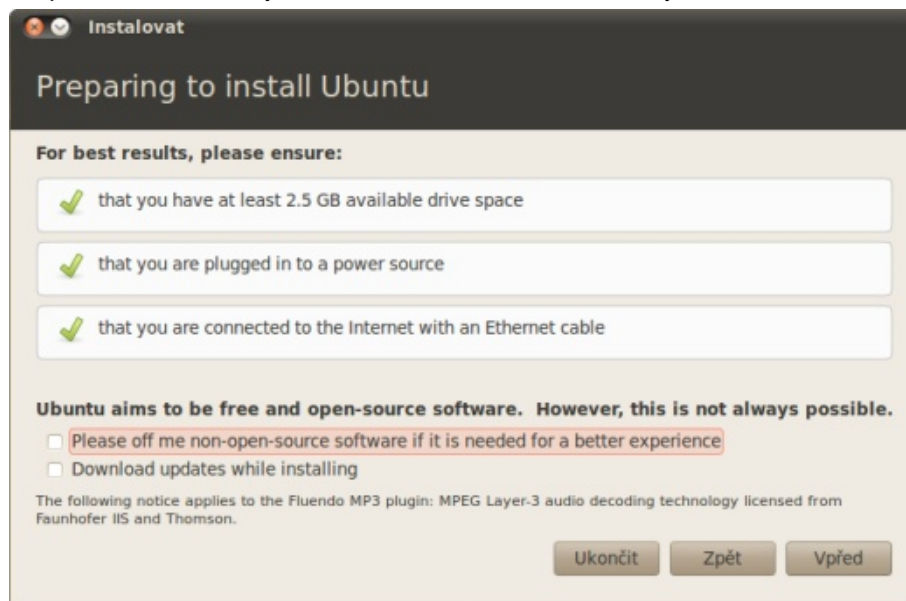 Instalovat
Preparing to install Ubuntu
For best results, please ensure:
that you have at least 2.5 GB available drive space
that you are plugged in to a power source
that you are connected to the Internet with an Ethernet cable
Ubuntu aims to be free and open-source software. However, this is not always possible.
Please off me non-open-source software if it is needed for a better experience
Download updates while installing
The following notice applies to the Fluendo MP3 plugin: MPEG Layer-3 audio decoding technology licensed from
Faunhofer IIS and Thomson.
Ukončit Zpět Vpřed